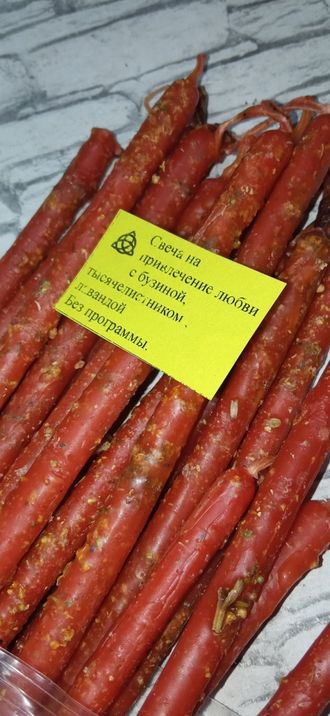 Свеча на
привлечение любви
с бузиной,
тысячелистником,
лавандой
Без программы.